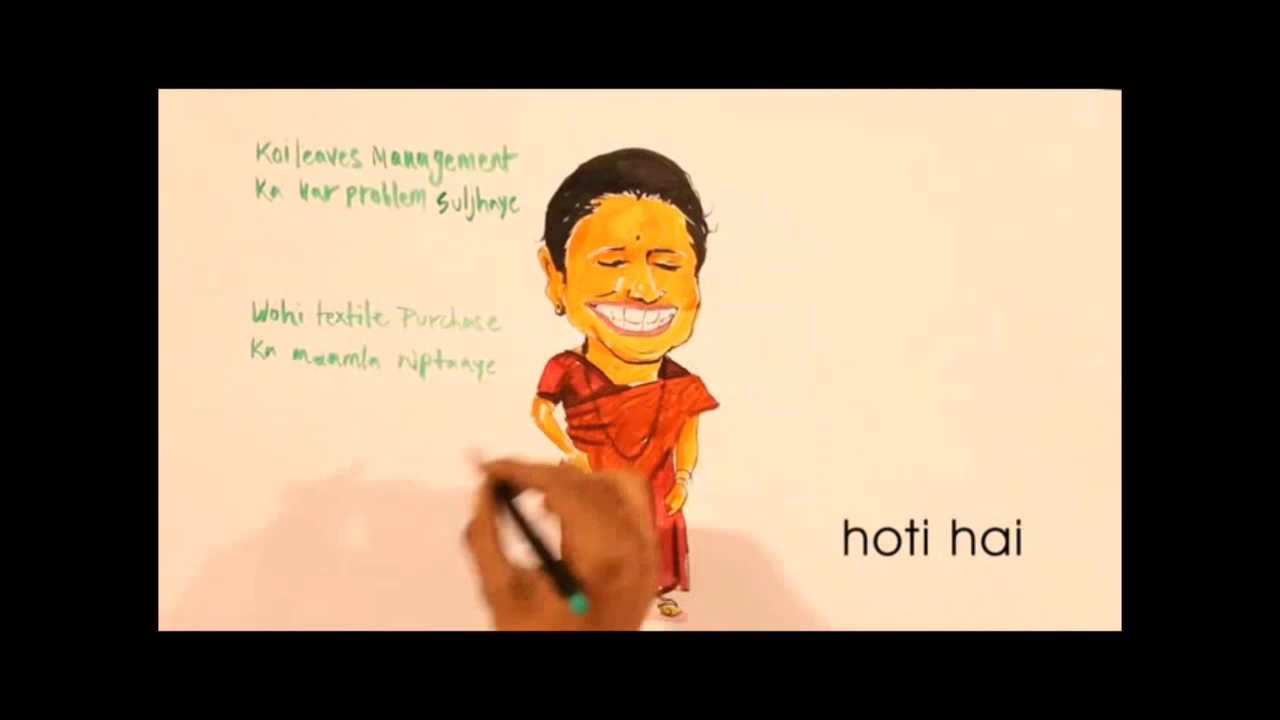 Koi leaves Management
Ka har problem suljhaye
Wohi textile Purchase
Ka maamla niptaaye
hoti hai